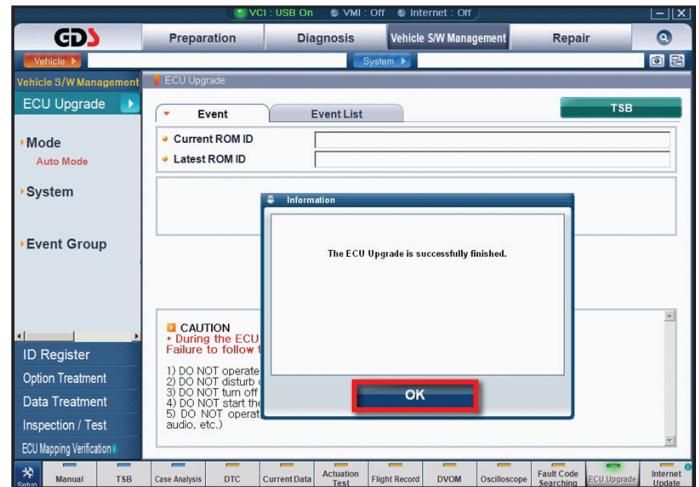 VCI : USB On VMI : Off Internet : Off
GDS Preparation Diagnosis Vehicle S/W Management Repair
Vehicle System
Vehicle S/W Management
ECU Upgrade
ECU Upgrade
Event Event List TSB
Mode
Auto Mode
Current ROM ID
Latest ROM ID
System
Information
The ECU Upgrade is successfully finished.
OK
Event Group
CAUTION
• During the ECU
Failure to follow
1) DO NOT operate
2) DO NOT disturb
3) DO NOT turn off
4) DO NOT start the
5) DO NOT operat
audio, etc.)
ID Register
Option Treatment
Data Treatment
Inspection / Test
ECU Mapping Verification
Setup Manual TSB Case Analysis DTC Current Data Actuation Test Flight Record DVOM Oscilloscope Fault Code Searching ECU Upgrade Internet Update